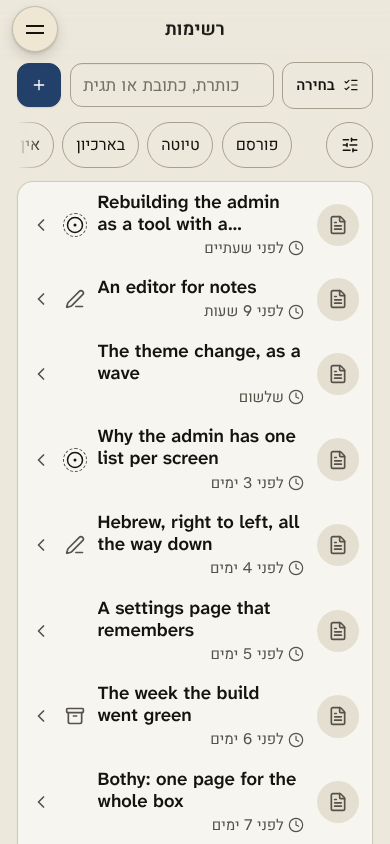 רשימות
בחירה
כותרת, כתובת או תגית
+
פורסם
טיוטה
בארכיון
אין
Rebuilding the admin
as a tool with a…
לפני שעתיים
An editor for notes
לפני 9 שעות
The theme change, as a
wave
שלשום
Why the admin has one
list per screen
לפני 3 ימים
Hebrew, right to left, all
the way down
לפני 4 ימים
A settings page that
remembers
לפני 5 ימים
The week the build
went green
לפני 6 ימים
Bothy: one page for the
whole box
לפני 7 ימים